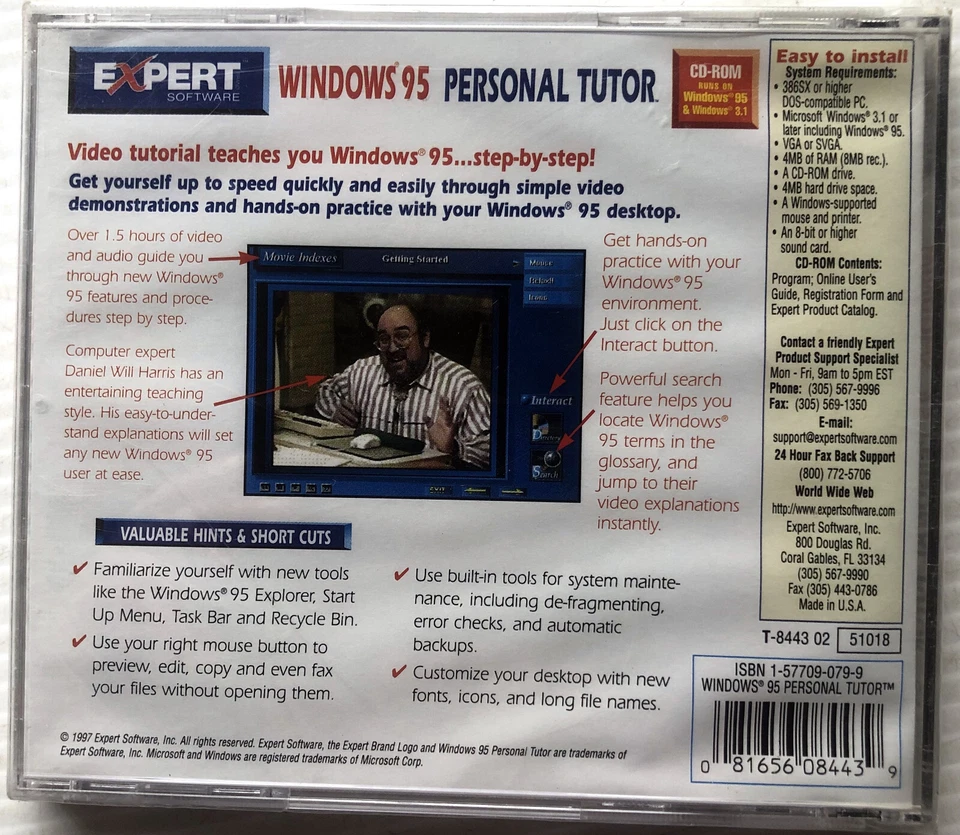 EXPERT™
SOFTWARE
WINDOWS® 95 PERSONAL TUTOR™
CD-ROM
RUNS ON
Windows® 95
& Windows® 3.1
Video tutorial teaches you Windows® 95...step-by-step!
Get yourself up to speed quickly and easily through simple video
demonstrations and hands-on practice with your Windows® 95 desktop.
Over 1.5 hours of video
and audio guide you
through new Windows®
95 features and proce-
dures step by step.
Computer expert
Daniel Will Harris has an
entertaining teaching
style. His easy-to-under-
stand explanations will set
any new Windows® 95
user at ease.
Movie Indexes
Getting Started
Mouse
Icons
Interact
Search
EXIT
Get hands-on
practice with your
Windows® 95
environment.
Just click on the
Interact button.
Powerful search
feature helps you
locate Windows®
95 terms in the
glossary, and
jump to their
video explanations
instantly.
VALUABLE HINTS & SHORT CUTS
✔ Familiarize yourself with new tools
like the Windows® 95 Explorer, Start
Up Menu, Task Bar and Recycle Bin.
✔ Use your right mouse button to
preview, edit, copy and even fax
your files without opening them.
✔ Use built-in tools for system mainte-
nance, including de-fragmenting,
error checks, and automatic
backups.
✔ Customize your desktop with new
fonts, icons, and long file names.
© 1997 Expert Software, Inc. All rights reserved. Expert Software, the Expert Brand Logo and Windows 95 Personal Tutor are trademarks of
Expert Software, Inc. Microsoft and Windows are registered trademarks of Microsoft Corp.
Easy to install
System Requirements:
• 386SX or higher
DOS-compatible PC.
• Microsoft Windows® 3.1 or
later including Windows® 95.
• VGA or SVGA.
• 4MB of RAM (8MB rec.).
• A CD-ROM drive.
• 4MB hard drive space.
• A Windows-supported
mouse and printer.
• An 8-bit or higher
sound card.
CD-ROM Contents:
Program; Online User's
Guide, Registration Form and
Expert Product Catalog.
Contact a friendly Expert
Product Support Specialist
Mon - Fri, 9am to 5pm EST
Phone: (305) 567-9996
Fax: (305) 569-1350
E-mail:
support@expertsoftware.com
24 Hour Fax Back Support
(800) 772-5706
World Wide Web
http://www.expertsoftware.com
Expert Software, Inc.
800 Douglas Rd.
Coral Gables, FL 33134
(305) 567-9990
Fax (305) 443-0786
Made in U.S.A.
T-8443 02 51018
ISBN 1-57709-079-9
WINDOWS® 95 PERSONAL TUTOR™
0 81656 08443 9